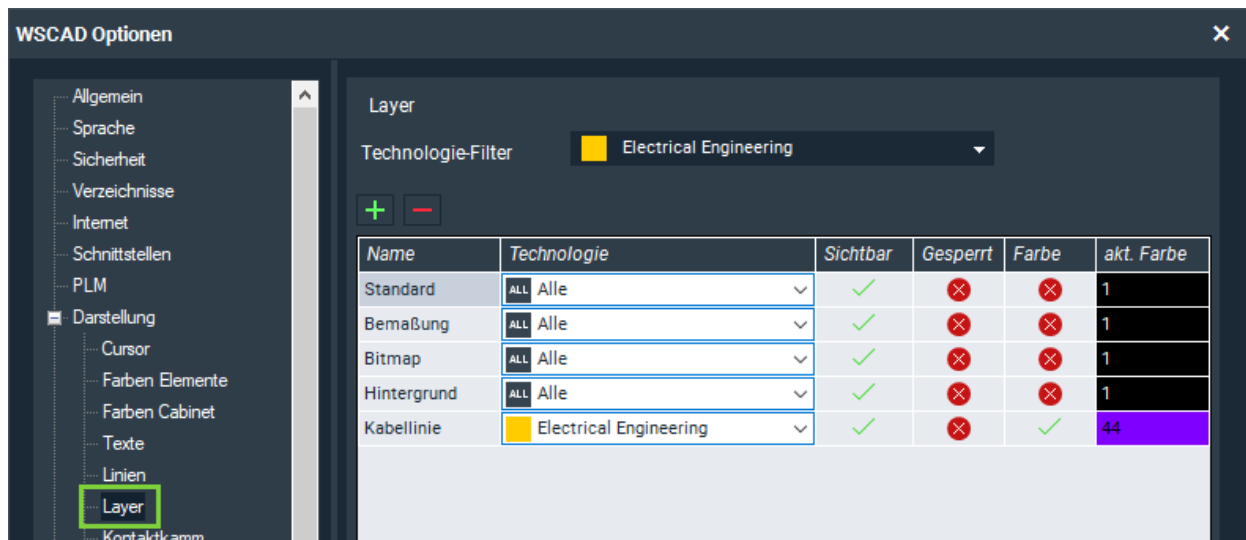 WSCAD Optionen
Allgemein
Sprache
Sicherheit
Verzeichnisse
Internet
Schnittstellen
PLM
Darstellung
Cursor
Farben Elemente
Farben Cabinet
Texte
Linien
Layer
Kontaktkamm
Layer
Technologie-Filter Electrical Engineering
Name Technologie Sichtbar Gesperrt Farbe akt. Farbe
Standard ALL Alle 1
Bemaßung ALL Alle 1
Bitmap ALL Alle 1
Hintergrund ALL Alle 1
Kabellinie Electrical Engineering 44